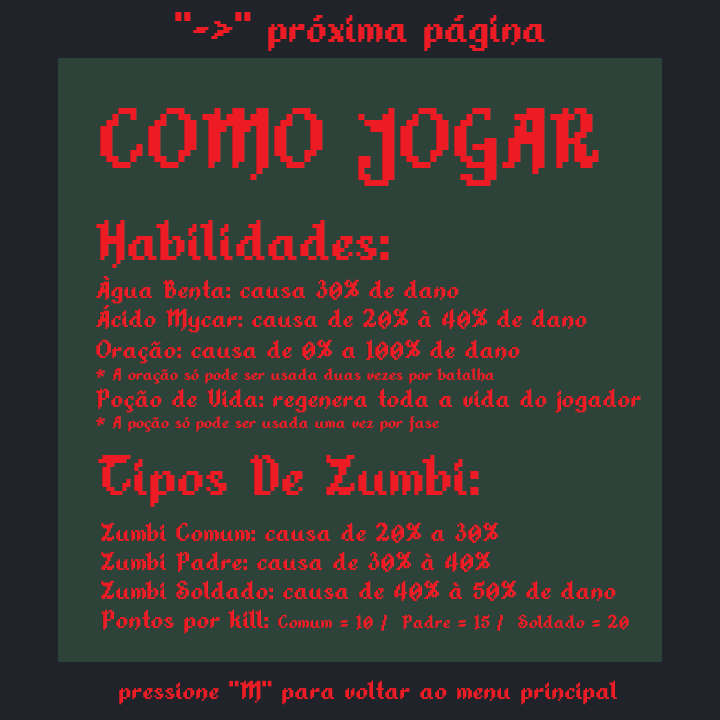 "->" próxima página
COMO JOGAR
Habilidades:
Água Benta: causa 30% de dano
Ácido Mycar: causa de 20% à 40% de dano
Oração: causa de 0% a 100% de dano
* A oração só pode ser usada duas vezes por batalha
Poção de Vida: regenera toda a vida do jogador
* A poção só pode ser usada uma vez por fase
Tipos De Zumbi:
Zumbi Comum: causa de 20% a 30%
Zumbi Padre: causa de 30% à 40%
Zumbi Soldado: causa de 40% à 50% de dano
Pontos por kill: Comum = 10 / Padre = 15 / Soldado = 20
pressione "M" para voltar ao menu principal